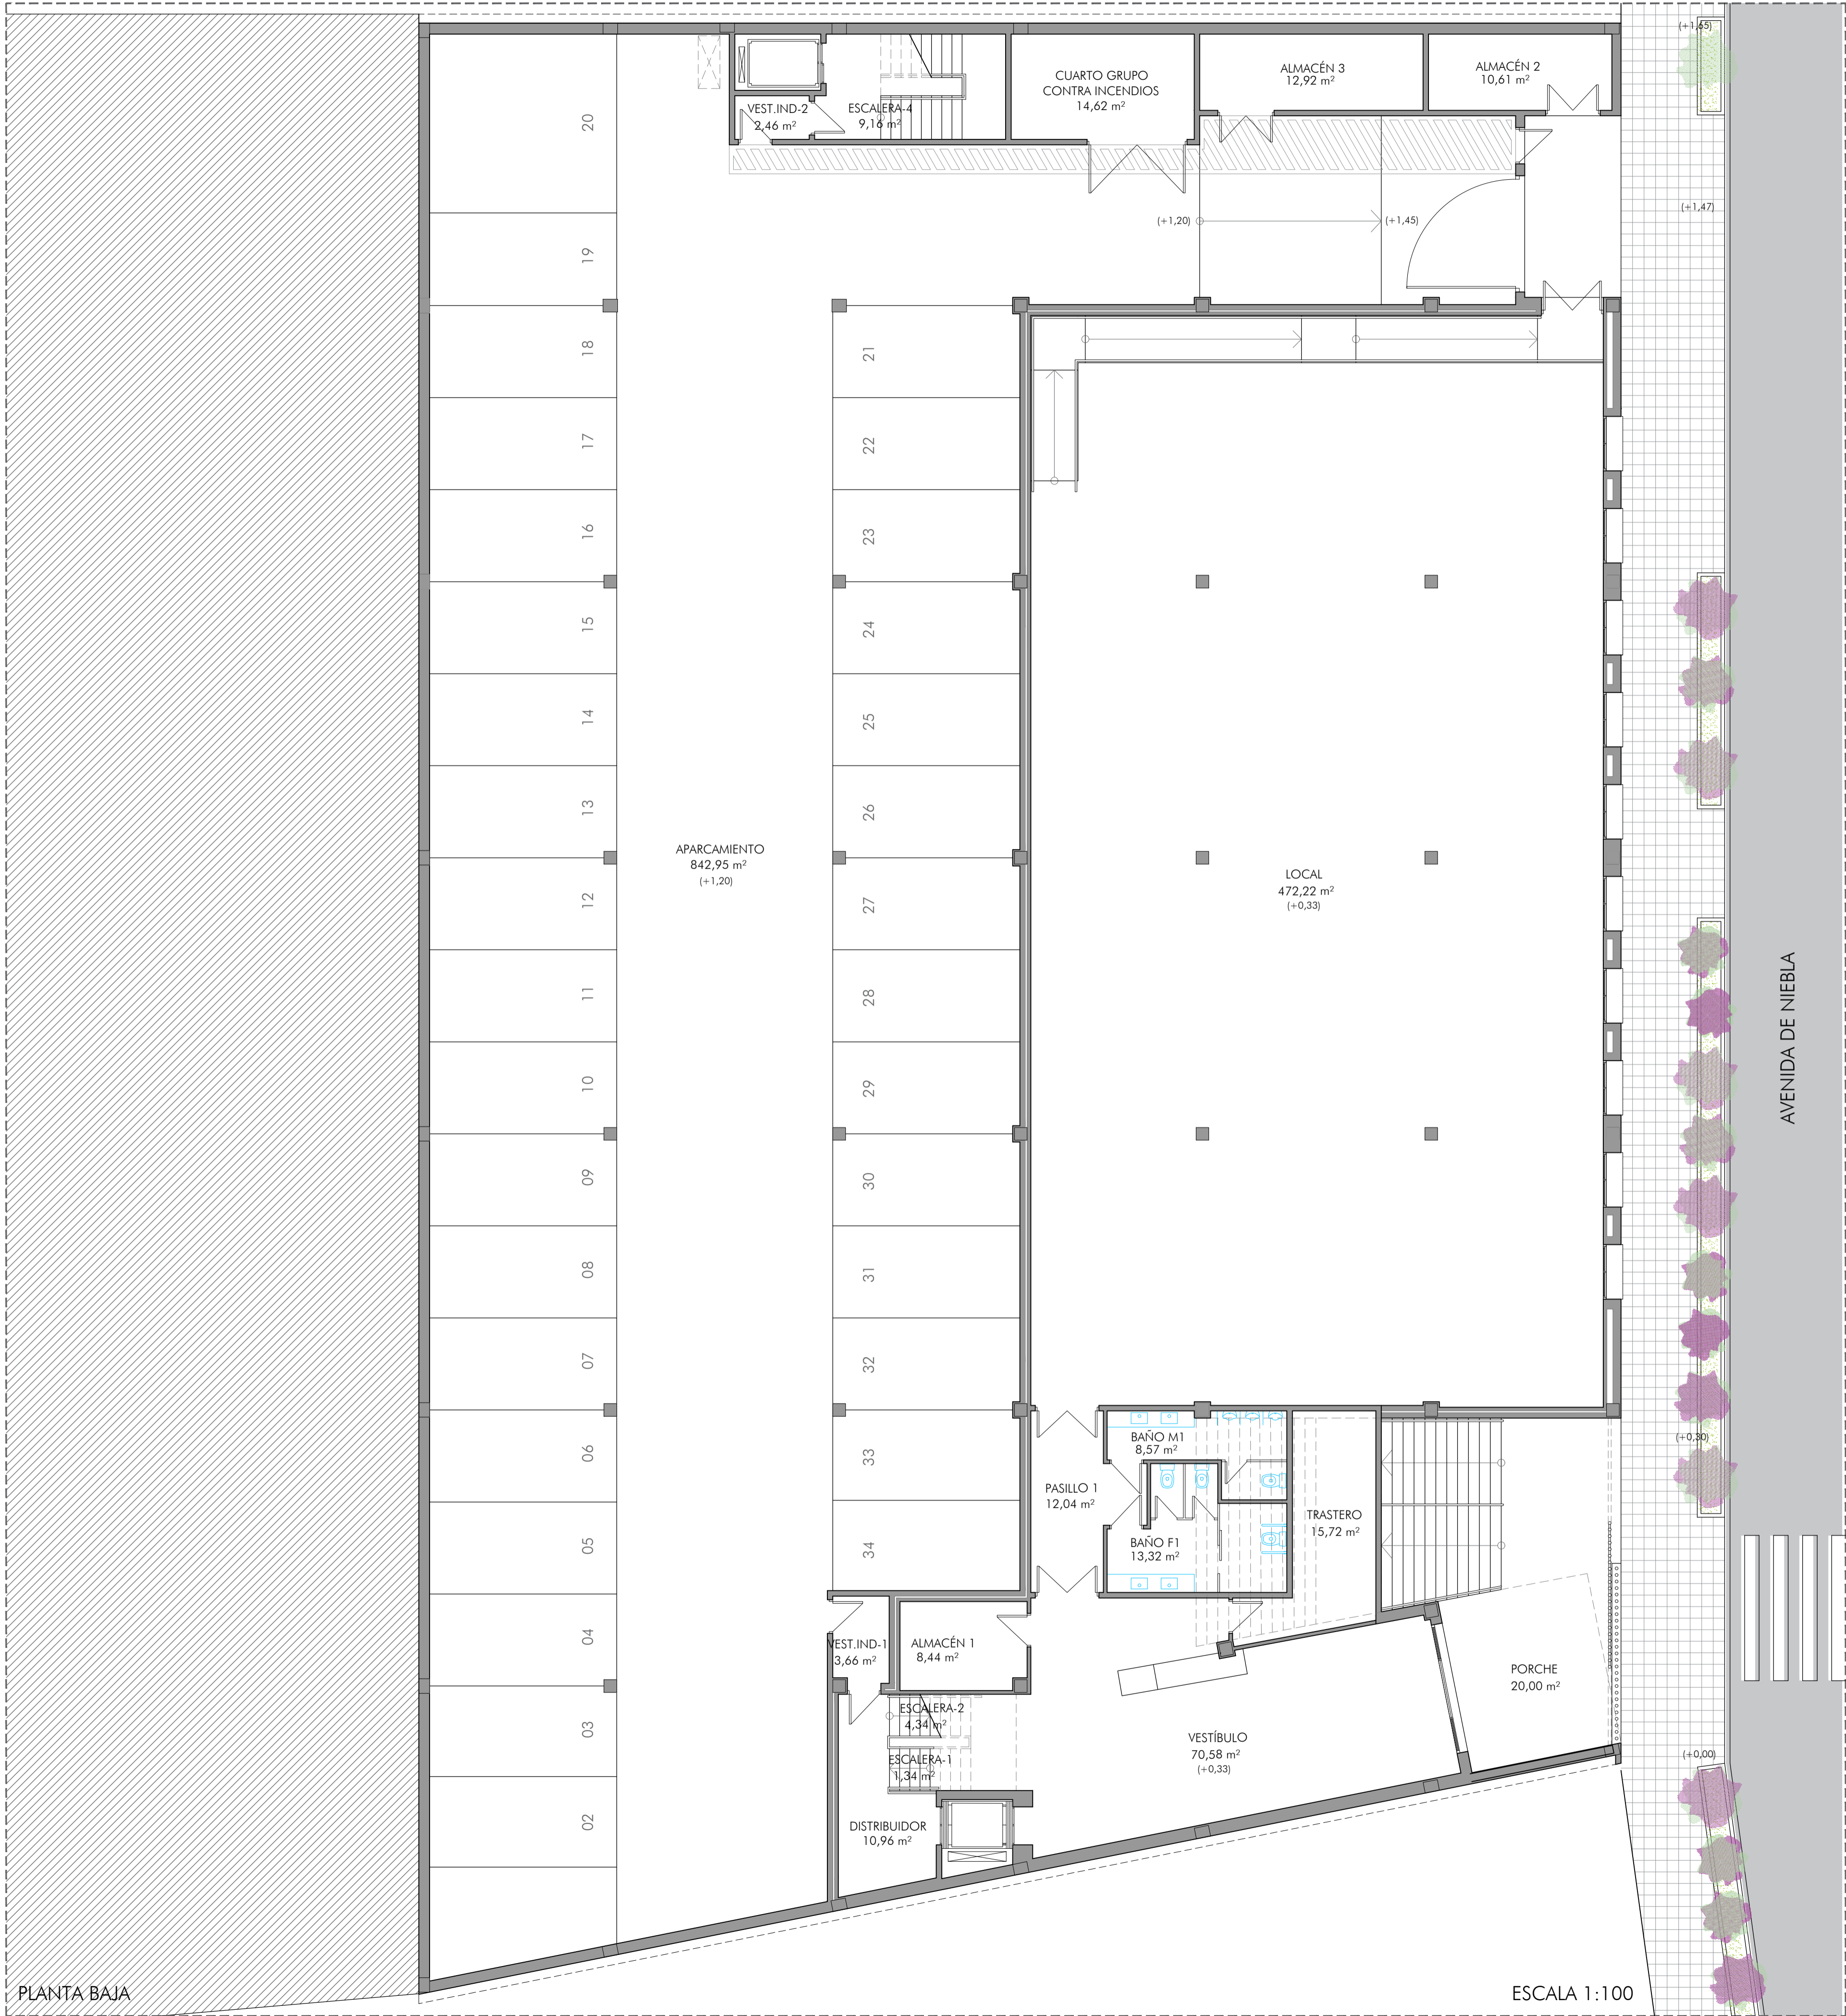 (+1,65)
CUARTO GRUPO
CONTRA INCENDIOS
14,62 m²
ALMACÉN 3
12,92 m²
ALMACÉN 2
10,61 m²
VEST.IND-2
2,46 m²
ESCALERA-4
9,16 m²
20
(+1,47)
(+1,20)
(+1,45)
19
18
21
17
22
16
23
15
24
14
25
13
26
APARCAMIENTO
842,95 m²
(+1,20)
LOCAL
472,22 m²
(+0,33)
12
27
11
28
AVENIDA DE NIEBLA
10
29
09
30
08
31
07
32
06
33
BAÑO M1
8,57 m²
(+0,30)
PASILLO 1
12,04 m²
TRASTERO
15,72 m²
05
34
BAÑO F1
13,32 m²
04
VEST.IND-1
3,66 m²
ALMACÉN 1
8,44 m²
PORCHE
20,00 m²
03
ESCALERA-2
4,34 m²
ESCALERA-1
1,34 m²
VESTÍBULO
70,58 m²
(+0,33)
(+0,00)
02
DISTRIBUIDOR
10,96 m²
PLANTA BAJA
ESCALA 1:100